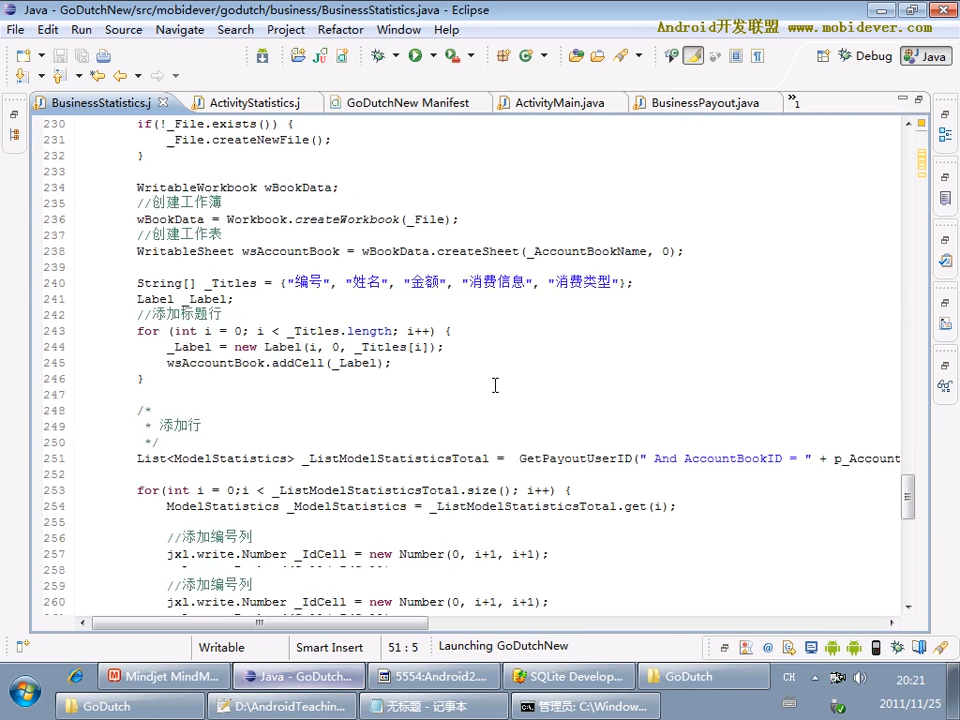 Java - GoDutchNew/src/mobidever/godutch/business/BusinessStatistics.java - Eclipse
File Edit Source Navigate Search Project Refactor Window Help
Android开发联盟 www.mobidever.com
Debug Java
BusinessStatistics.j ActivityStatistics.j GoDutchNew Manifest ActivityMain.java BusinessPayout.java »1
230 if(!_File.exists()) {
231 _File.createNewFile();
232 }
233
234 WritableWorkbook wBookData;
235 //创建工作簿
236 wBookData = Workbook.createWorkbook(_File);
237 //创建工作表
238 WritableSheet wsAccountBook = wBookData.createSheet(_AccountBookName, 0);
239
240 String[] _Titles = {"编号", "姓名", "金额", "消费信息", "消费类型"};
241 Label _Label;
242 //添加标题行
243 for (int i = 0; i < _Titles.length; i++) {
244 _Label = new Label(i, 0, _Titles[i]);
245 wsAccountBook.addCell(_Label);
246 }
247
248 /*
249 * 添加行
250 */
251 List<ModelStatistics> _ListModelStatisticsTotal = GetPayoutUserID(" And AccountBookID = " + p_Account
252
253 for(int i = 0;i < _ListModelStatisticsTotal.size(); i++) {
254 ModelStatistics _ModelStatistics = _ListModelStatisticsTotal.get(i);
255
256 //添加编号列
257 jxl.write.Number _IdCell = new Number(0, i+1, i+1);
258
259 //添加编号列
260 jxl.write.Number _IdCell = new Number(0, i+1, i+1);
Writable Smart Insert 51 : 5 Launching GoDutchNew
Mindjet MindM... Java - GoDutch... 5554:Android2.... SQLite Develop... GoDutch CH
20:21
GoDutch D:\AndroidTeachin... 无标题 - 记事本 管理员: C:\Window...
2011/11/25